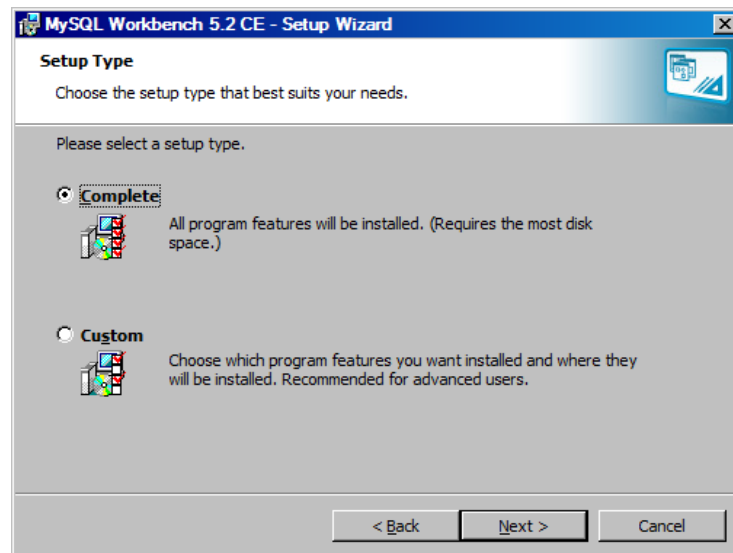 MySQL Workbench 5.2 CE - Setup Wizard
Setup Type
Choose the setup type that best suits your needs.
Please select a setup type.
Complete
All program features will be installed. (Requires the most disk
space.)
Custom
Choose which program features you want installed and where they
will be installed. Recommended for advanced users.
< Back Next > Cancel